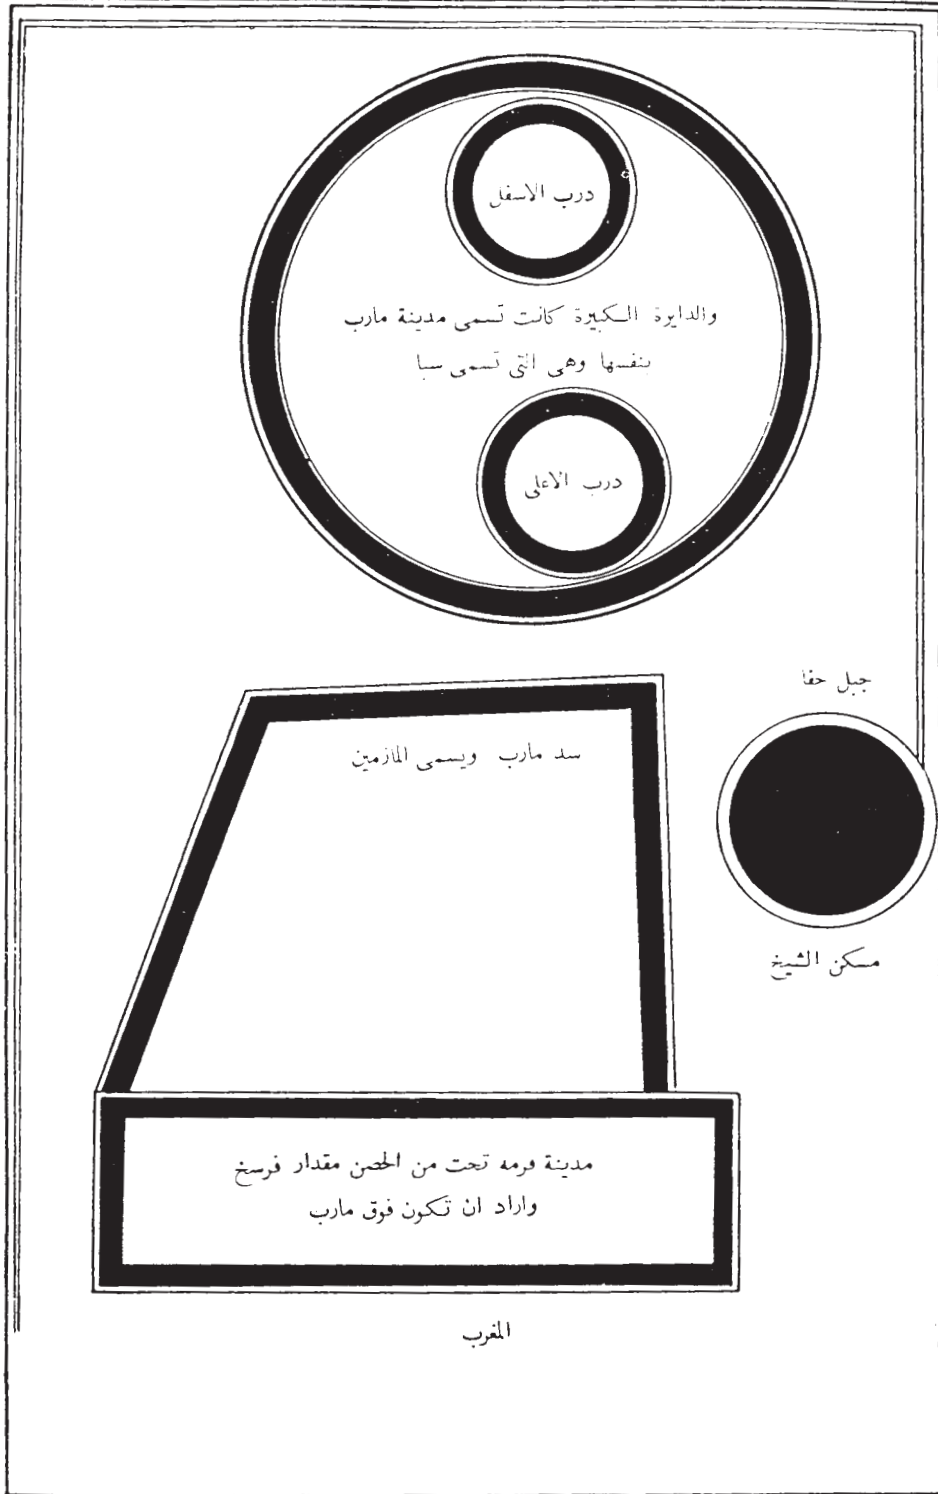 درب الاسفل
والدايرة الكبيرة كانت تسمى مدينة مارب
بنفسها وهى التى تسمى سبا
درب الاعلى
جبل حفا
سد مارب ويسمى المازمين
مسكن الشيخ
مدينة ورمه تحت من الحصن مقدار فرسخ
واراد ان تكون فوق مارب
المغرب